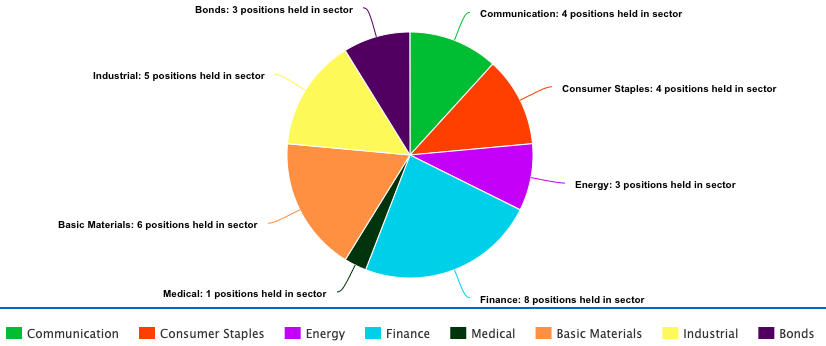 Bonds: 3 positions held in sector
Communication: 4 positions held in sector
Industrial: 5 positions held in sector
Consumer Staples: 4 positions held in sector
Energy: 3 positions held in sector
Basic Materials: 6 positions held in sector
Medical: 1 positions held in sector
Finance: 8 positions held in sector
Communication Consumer Staples Energy Finance Medical Basic Materials Industrial Bonds